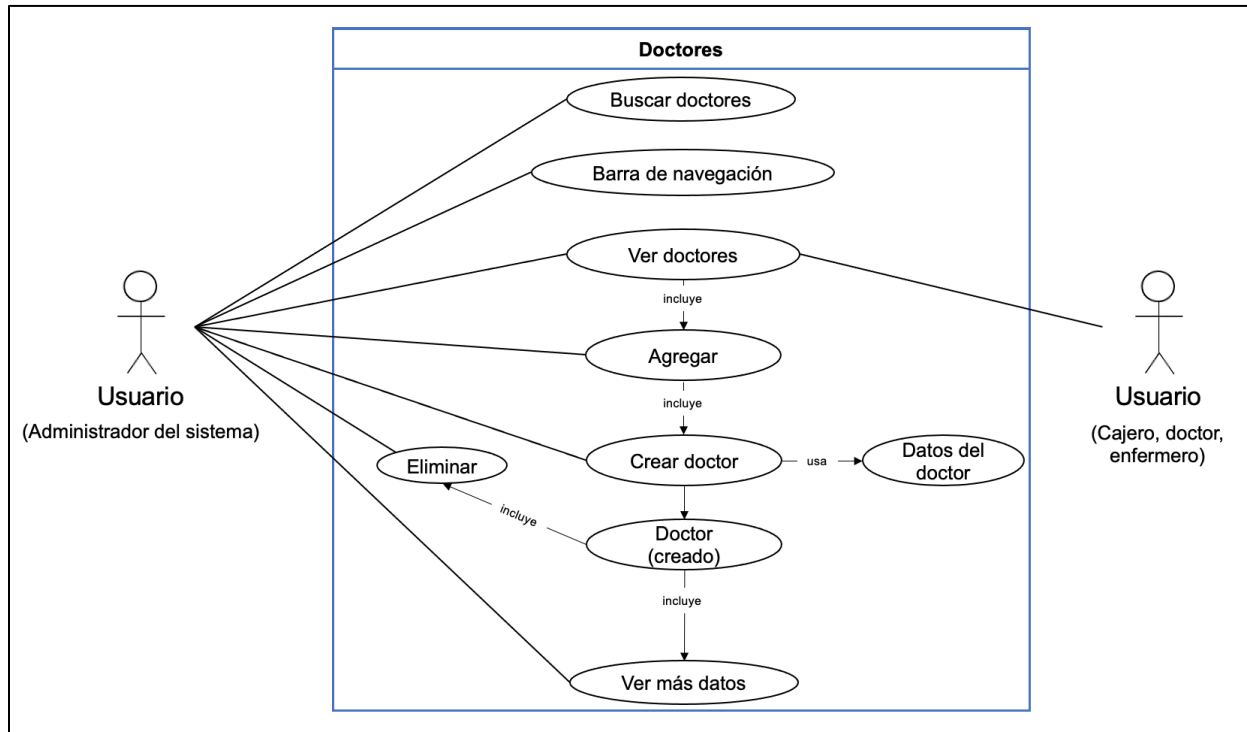 Doctores
Buscar doctores
Barra de navegación
Ver doctores
incluye
Agregar
Usuario
(Administrador del sistema)
Usuario
(Cajero, doctor,
enfermero)
incluye
Eliminar
Crear doctor
usa
Datos del
doctor
incluye
Doctor
(creado)
incluye
Ver más datos